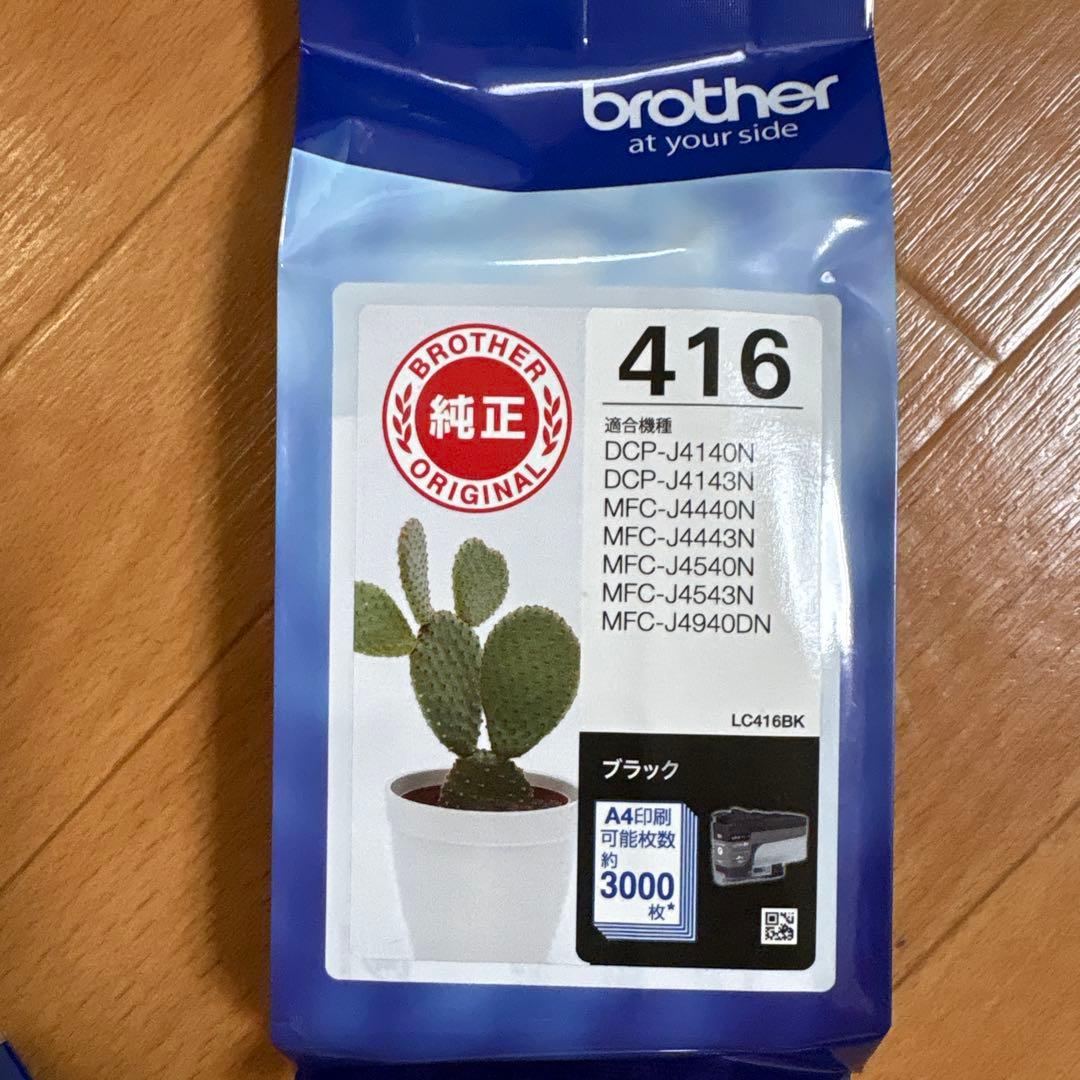 brother
at your side
BROTHER
純正
ORIGINAL
416
適合機種
DCP-J4140N
DCP-J4143N
MFC-J4440N
MFC-J4443N
MFC-J4540N
MFC-J4543N
MFC-J4940DN
LC416BK
ブラック
A4印刷
可能枚数
約
3000
枚*